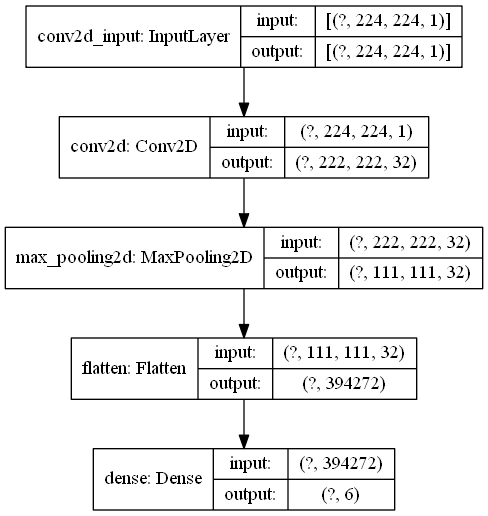 conv2d_input: InputLayer
input: [(?, 224, 224, 1)]
output: [(?, 224, 224, 1)]
conv2d: Conv2D
input: (?, 224, 224, 1)
output: (?, 222, 222, 32)
max_pooling2d: MaxPooling2D
input: (?, 222, 222, 32)
output: (?, 111, 111, 32)
flatten: Flatten
input: (?, 111, 111, 32)
output: (?, 394272)
dense: Dense
input: (?, 394272)
output: (?, 6)